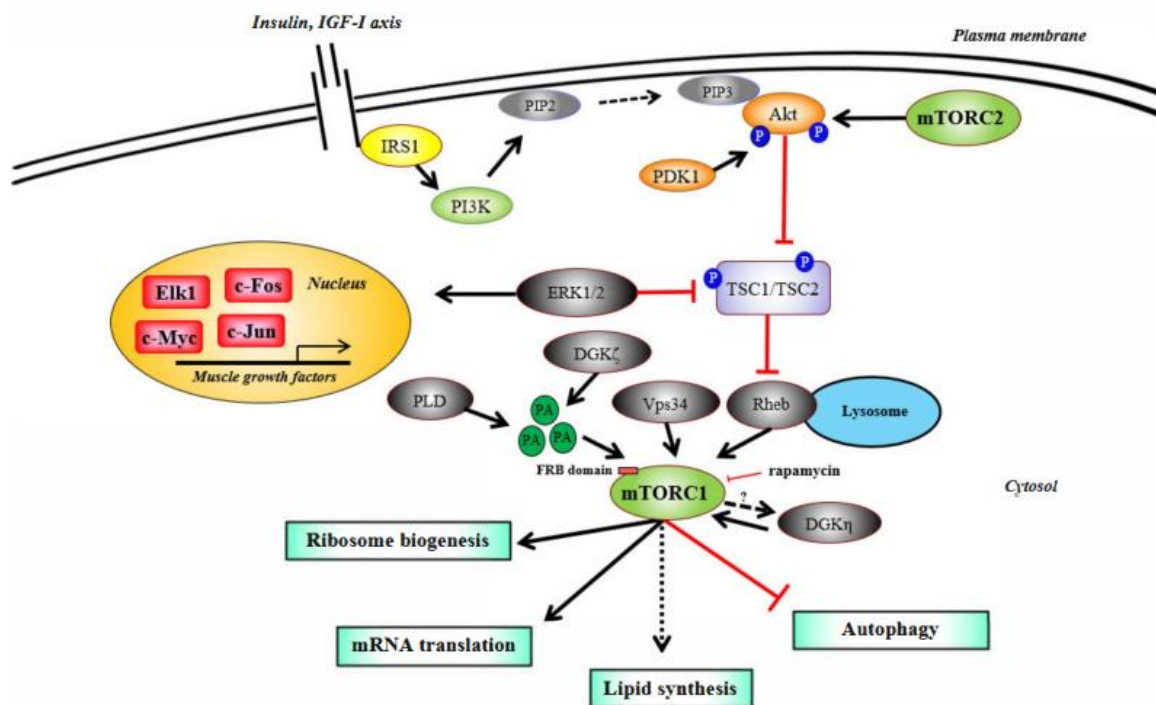 Insulin, IGF-I axis
Plasma membrane
PIP2
PIP3
Akt
P
P
mTORC2
IRS1
PDK1
PI3K
Elk1
c-Fos
Nucleus
c-Myc
c-Jun
Muscle growth factors
ERK1/2
P
P
TSC1/TSC2
DGKζ
PLD
PA
PA
PA
Vps34
Rheb
Lysosome
FRB domain
rapamycin
mTORC1
?
DGKη
Cytosol
Ribosome biogenesis
mRNA translation
Autophagy
Lipid synthesis